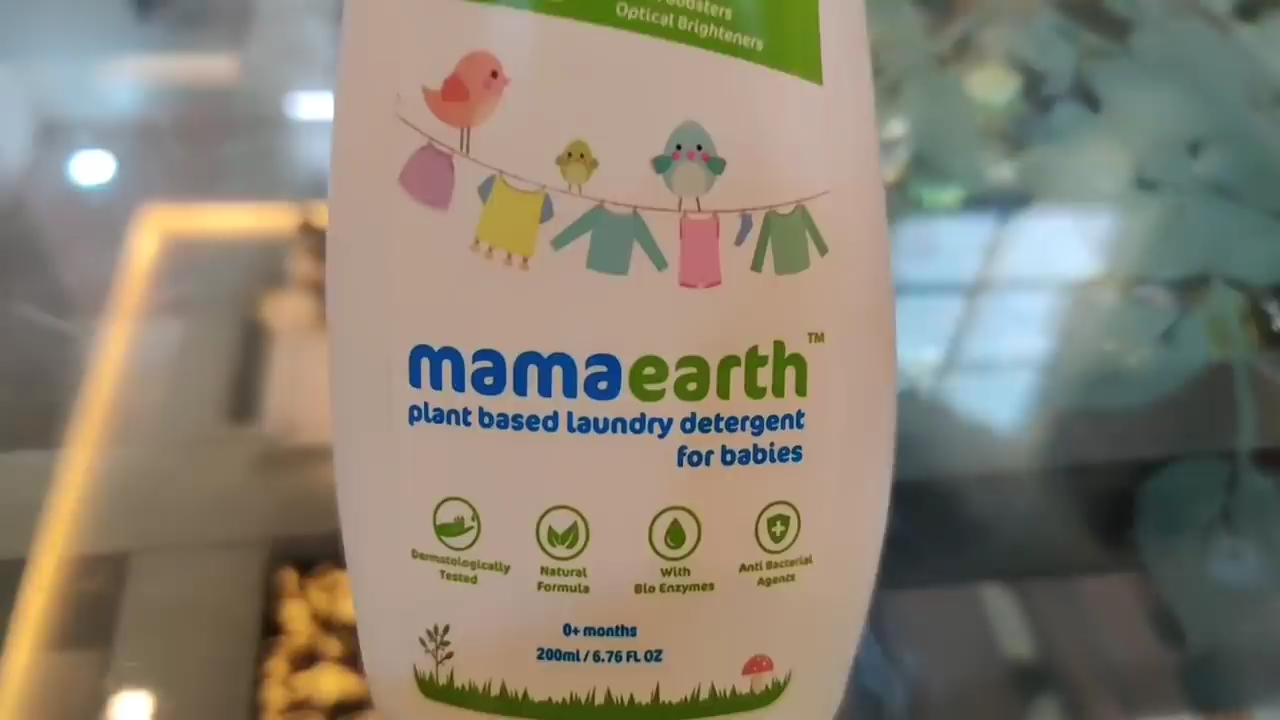 Optical Brighteners
mamaearth™
plant based laundry detergent
for babies
Dermatologically
Tested
Natural
Formula
With
Bio Enzymes
Anti Bacterial
Agents
0+ months
200ml / 6.76 FL OZ